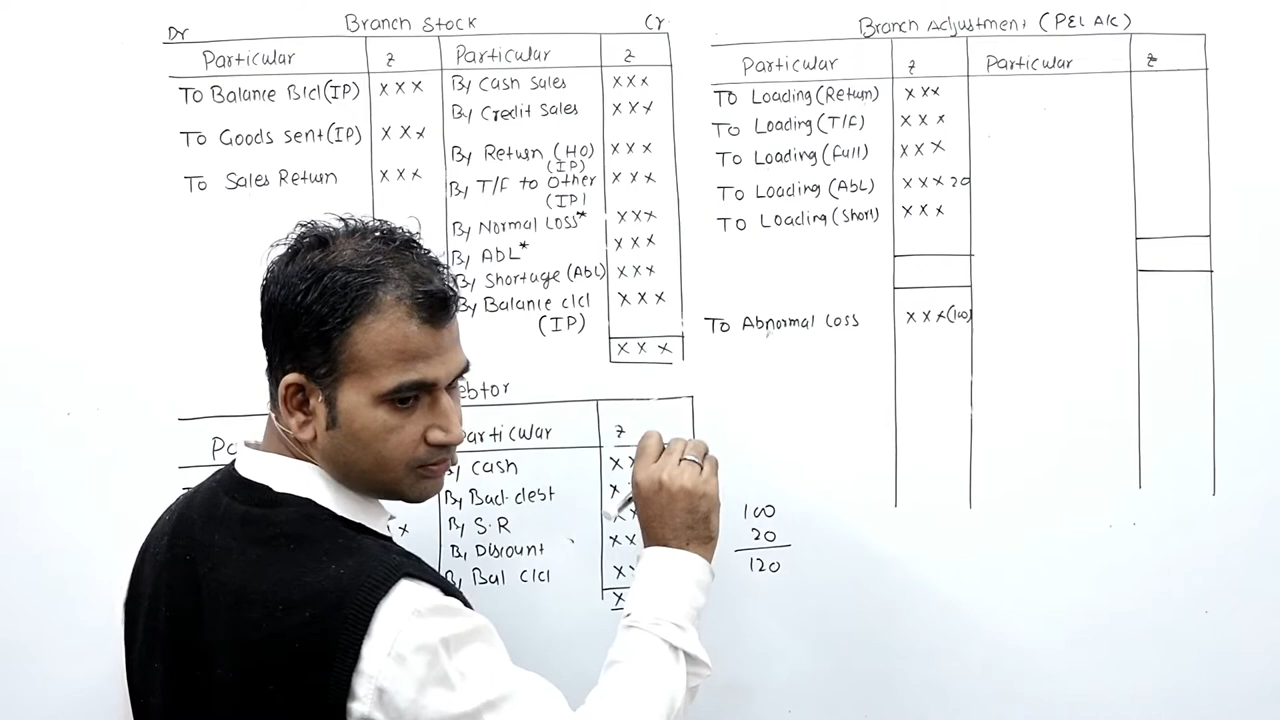 Branch Stock
Dr
Cr
Particular z Particular z
To Balance B/d (IP) x x x By Cash Sales x x x
By Credit Sales x x x
To Goods Sent (IP) x x x
By Return (HO) x x x
(IP)
To Sales Return x x x
By T/F to Other x x x
(IP)
By Normal Loss* x x x
By AbL* x x x
By Shortage (AbL) x x x
By Balance c/d x x x
(IP)
x x x
ebtor
articular z
By Cash
By Bad debt
By S.R
By Discount
By Bal c/d
Branch Adjustment (P&L A/C)
Particular z Particular z
To Loading (Return) x x x
To Loading (T/F) x x x
To Loading (full) x x x
To Loading (AbL) x x x 20
To Loading (Short) x x x
To Abnormal Loss x x x (100)
100
20
120